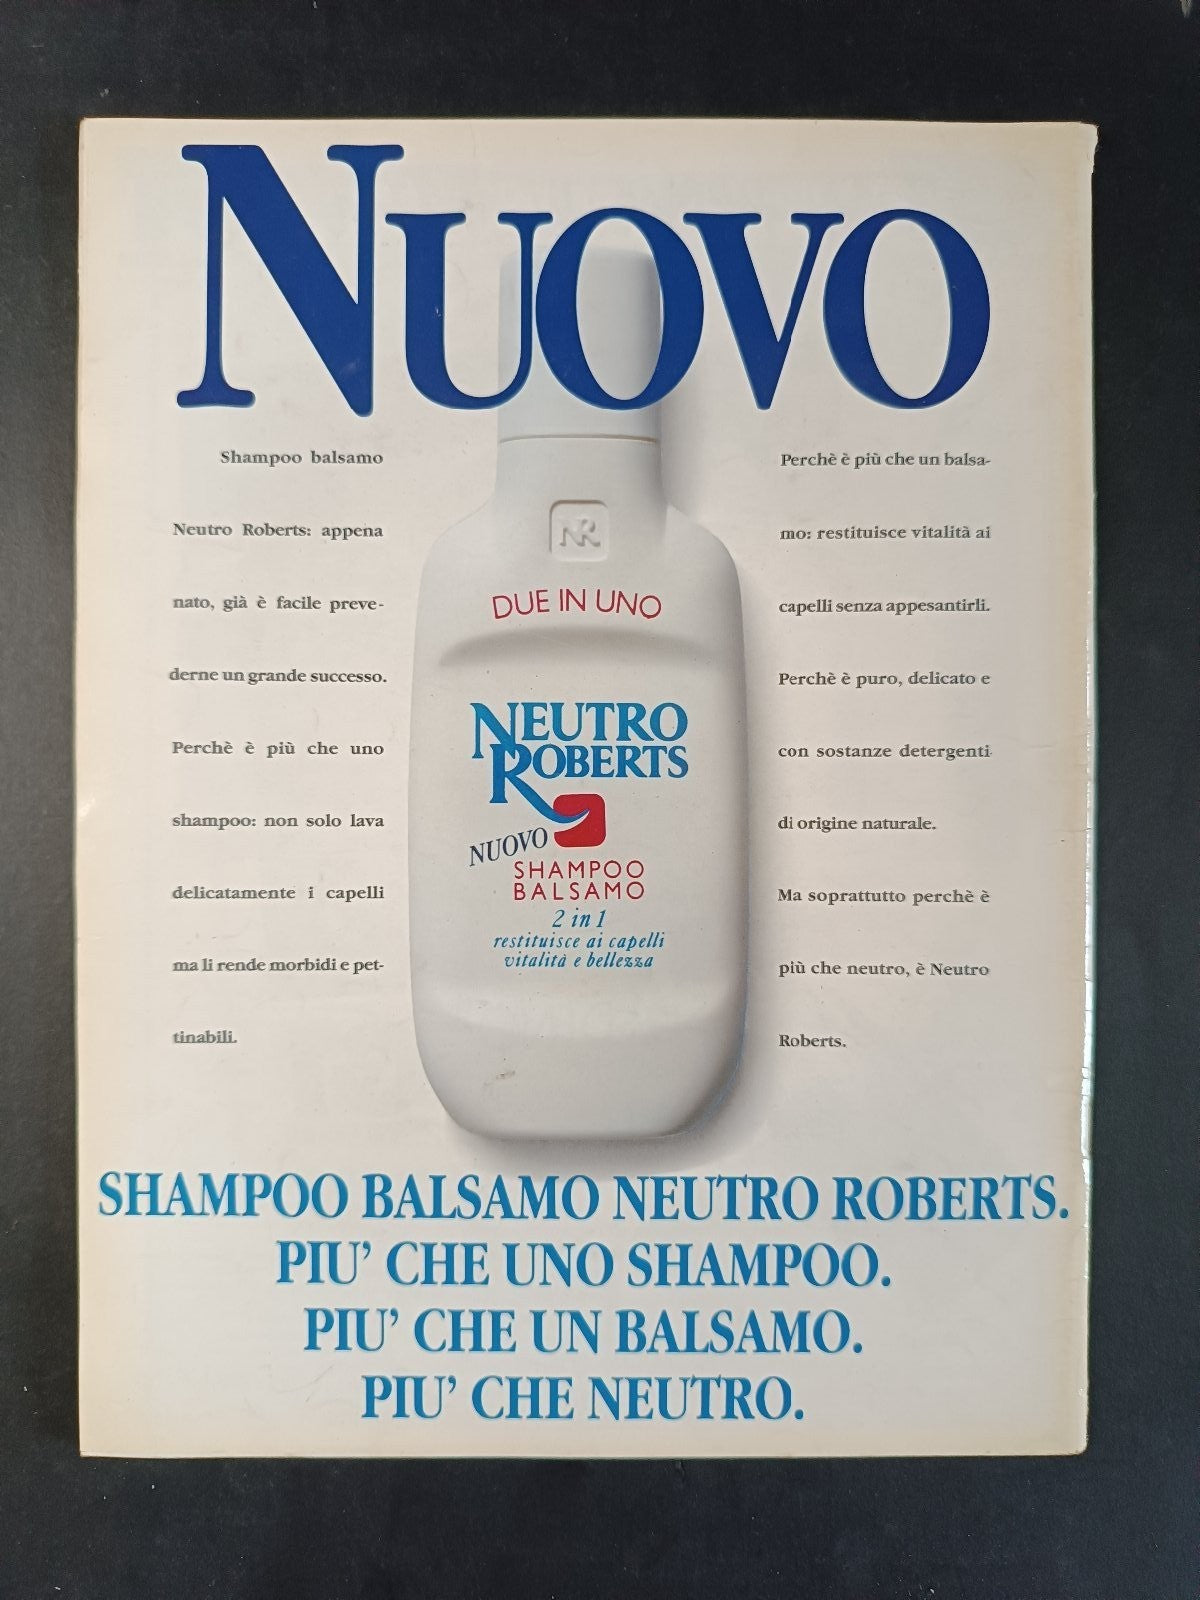 NUOVO
Shampoo balsamo
Neutro Roberts: appena
nato, già è facile preve-
derne un grande successo.
Perchè è più che uno
shampoo: non solo lava
delicatamente i capelli
ma li rende morbidi e pet-
tinabili.
NR
DUE IN UNO
NEUTRO
ROBERTS
NUOVO
SHAMPOO
BALSAMO
2 in 1
restituisce ai capelli
vitalità e bellezza
Perchè è più che un balsa-
mo: restituisce vitalità ai
capelli senza appesantirli.
Perchè è puro, delicato e
con sostanze detergenti
di origine naturale.
Ma soprattutto perchè è
più che neutro, è Neutro
Roberts.
SHAMPOO BALSAMO NEUTRO ROBERTS.
PIU' CHE UNO SHAMPOO.
PIU' CHE UN BALSAMO.
PIU' CHE NEUTRO.